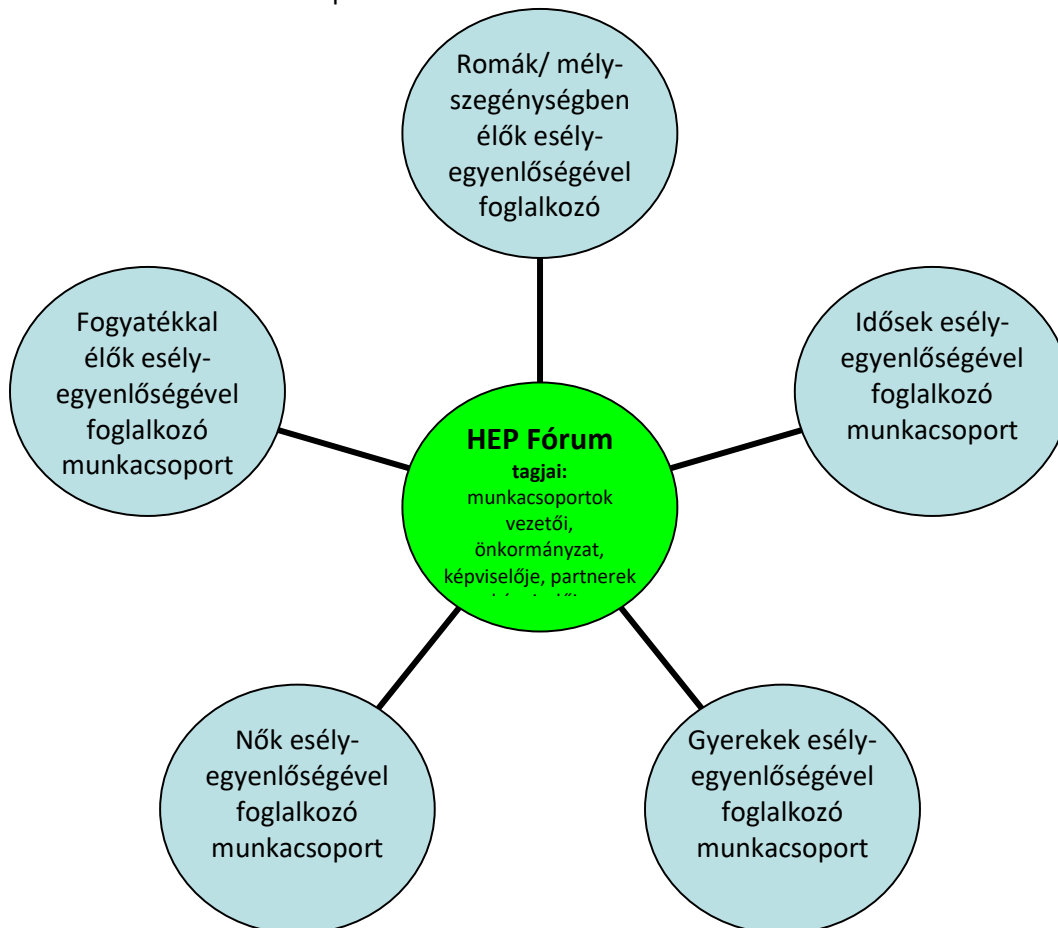 Romák/ mély-
szegénységben
élők esély-
egyenlőségével
foglalkozó
Fogyatékkal
élők esély-
egyenlőségével
foglalkozó
munkacsoport
Idősek esély-
egyenlőségével
foglalkozó
munkacsoport
HEP Fórum
tagjai:
munkacsoportok
vezetői,
önkormányzat,
képviselője, partnerek
Nők esély-
egyenlőségével
foglalkozó
munkacsoport
Gyerekek esély-
egyenlőségével
foglalkozó
munkacsoport